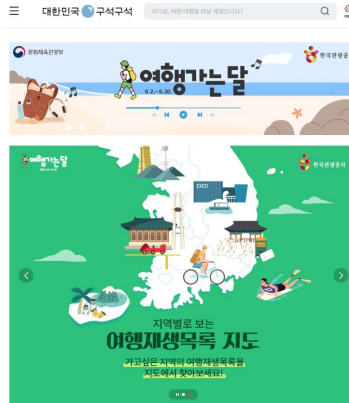 대한민국 구석구석
어디로, 어떤 여행을 떠날 예정인가요?
문화체육관광부
여행가는달
6.2.~6.30.
한국관광공
여행가는달
한국관광공사
EXCO
지역별로 보는
여행재생목록 지도
가고싶은 지역의 여행재생목록을
지도에서 찾아보세요!